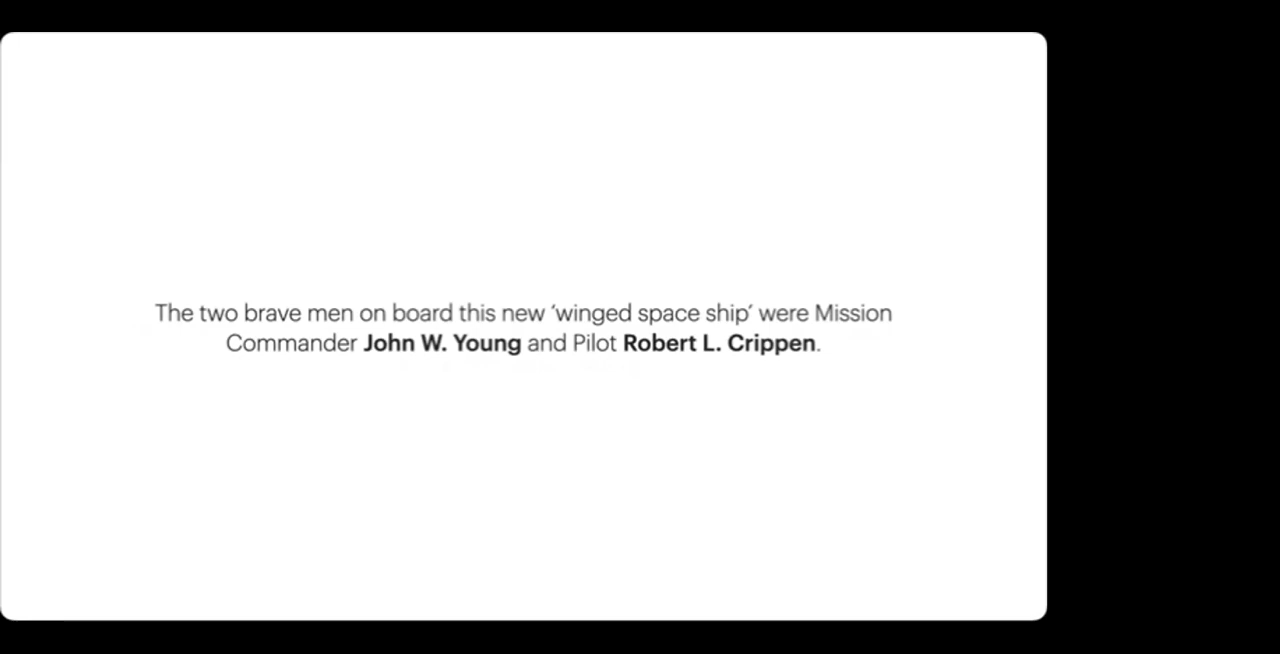 The two brave men on board this new ‘winged space ship’ were Mission
Commander John W. Young and Pilot Robert L. Crippen.